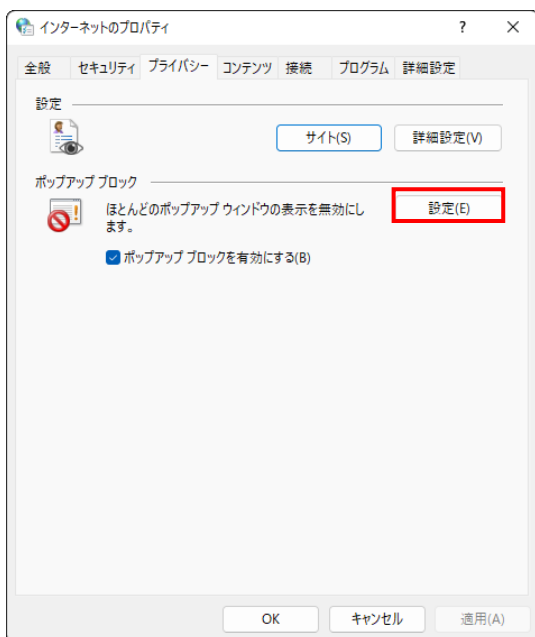 インターネットのプロパティ ? ×
全般 セキュリティ プライバシー コンテンツ 接続 プログラム 詳細設定
設定
サイト(S) 詳細設定(V)
ポップアップ ブロック
ほとんどのポップアップ ウィンドウの表示を無効にし 設定(E)
ます。
ポップアップ ブロックを有効にする(B)
OK キャンセル 適用(A)